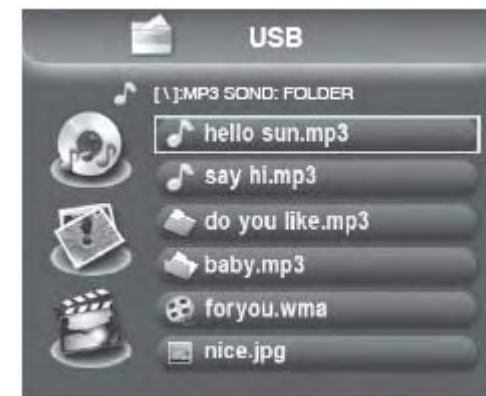 USB
[\]:MP3 SOND: FOLDER
hello sun.mp3
say hi.mp3
do you like.mp3
baby.mp3
foryou.wma
nice.jpg